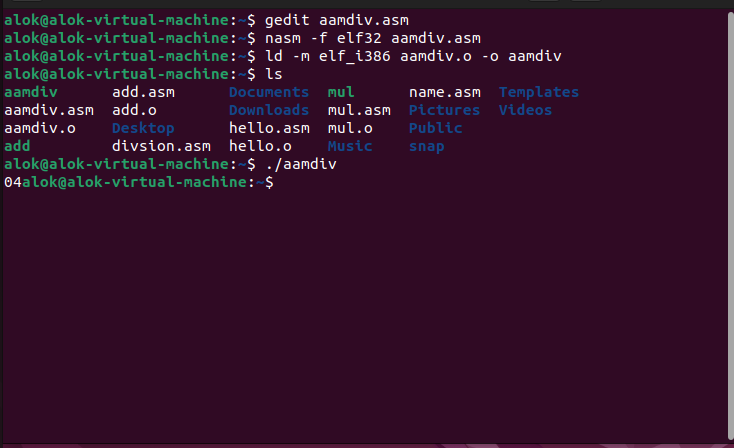 alok@alok-virtual-machine:~$ gedit aamdiv.asm
alok@alok-virtual-machine:~$ nasm -f elf32 aamdiv.asm
alok@alok-virtual-machine:~$ ld -m elf_i386 aamdiv.o -o aamdiv
alok@alok-virtual-machine:~$ ls
aamdiv      add.asm      Documents  mul      name.asm  Templates
aamdiv.asm  add.o        Downloads  mul.asm  Pictures  Videos
aamdiv.o    Desktop      hello.asm  mul.o    Public
add         divsion.asm  hello.o    Music    snap
alok@alok-virtual-machine:~$ ./aamdiv
04alok@alok-virtual-machine:~$